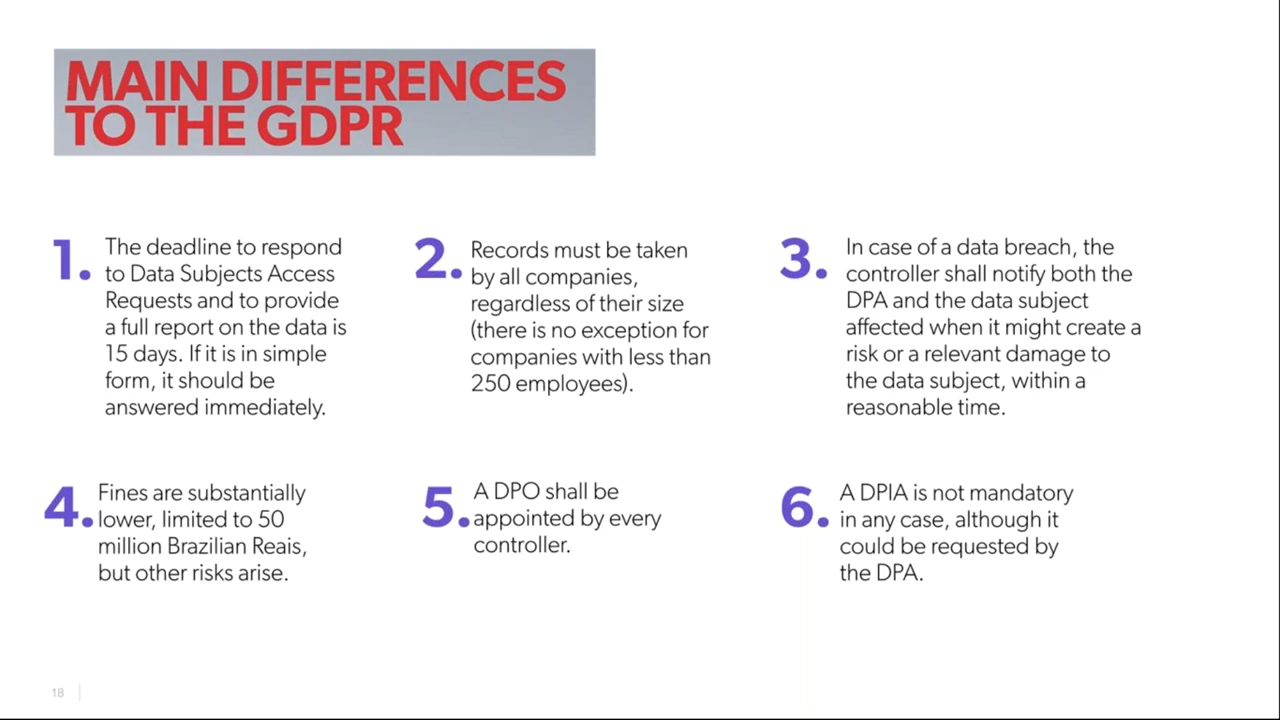 MAIN DIFFERENCES
TO THE GDPR
1.
The deadline to respond
to Data Subjects Access
Requests and to provide
a full report on the data is
15 days. If it is in simple
form, it should be
answered immediately.
2.
Records must be taken
by all companies,
regardless of their size
(there is no exception for
companies with less than
250 employees).
3.
In case of a data breach, the
controller shall notify both the
DPA and the data subject
affected when it might create a
risk or a relevant damage to
the data subject, within a
reasonable time.
4.
Fines are substantially
lower, limited to 50
million Brazilian Reais,
but other risks arise.
5.
A DPO shall be
appointed by every
controller.
6.
A DPIA is not mandatory
in any case, although it
could be requested by
the DPA.
18